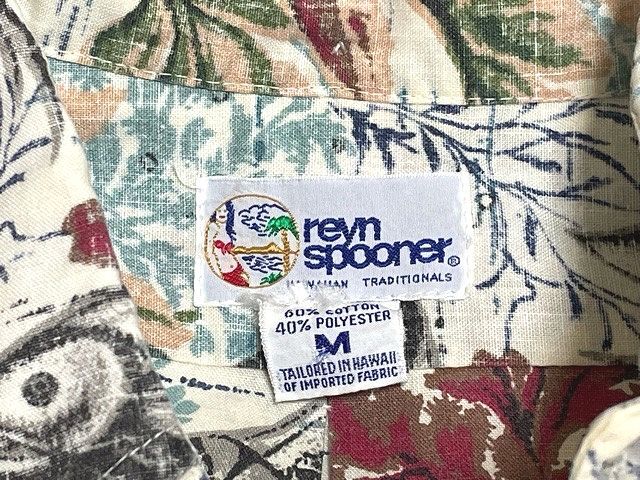 reyn
spooner®
HAWAIIAN TRADITIONALS
60% COTTON
40% POLYESTER
M
TAILORED IN HAWAII
OF IMPORTED FABRIC